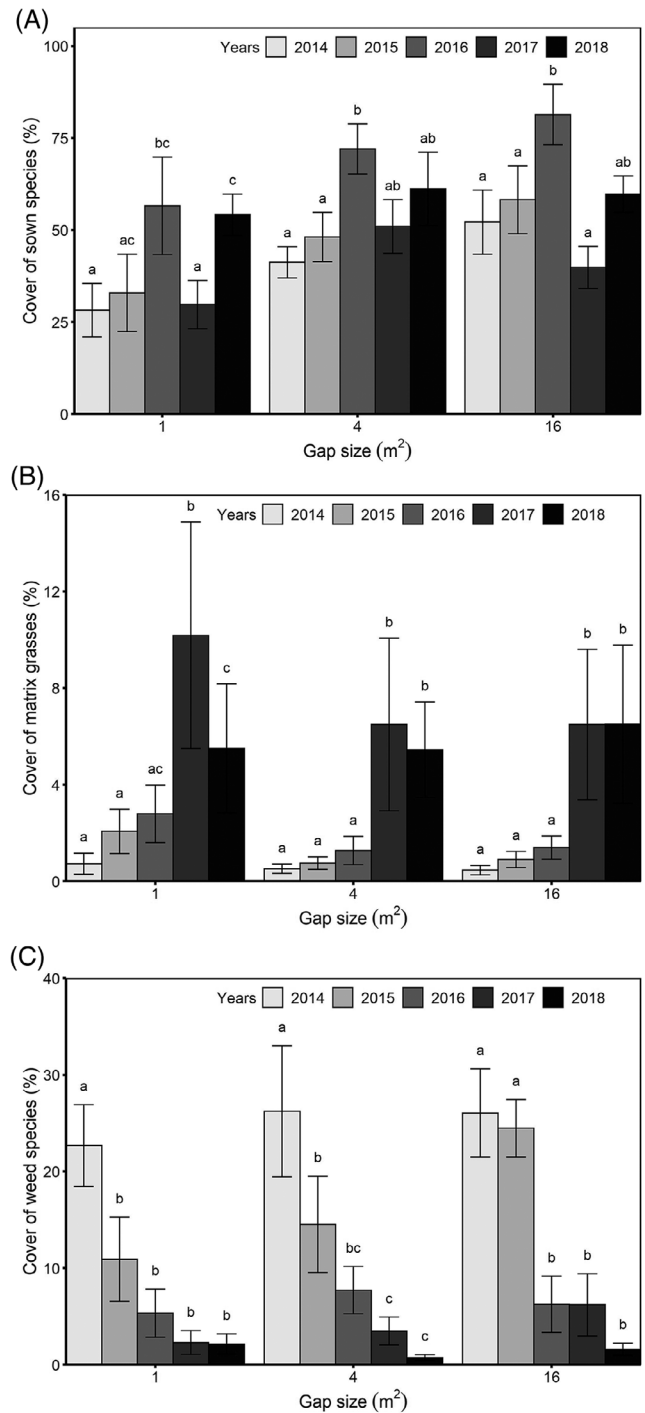 (A)
100
75
50
25
0
Cover of sown species (%)
Years 2014 2015 2016 2017 2018
a ac bc a c
a a b ab ab
a a b a ab
1 4 16
Gap size (m²)
(B)
16
12
8
4
0
Cover of matrix grasses (%)
Years 2014 2015 2016 2017 2018
a a ac b c
a a a b b
a a a b b
1 4 16
Gap size (m²)
(C)
40
30
20
10
0
Cover of weed species (%)
Years 2014 2015 2016 2017 2018
a b b b b
a b bc c c
a a b b b
1 4 16
Gap size (m²)